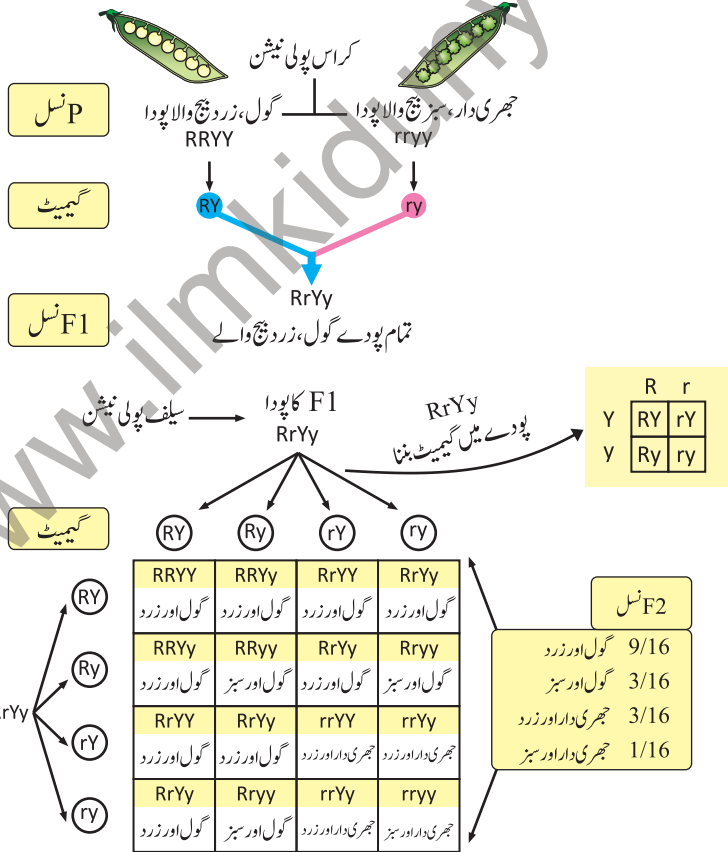 کراس پولی نیشن
P نسل
گول، زرد بیج والا پودا
جھری دار، سبز بیج والا پودا
RRYY
rryy
گیمیٹ
RY
ry
RrYy
F1 نسل
تمام پودے گول، زرد بیج والے
سیلف پولی نیشن
F1 کا پودا
RrYy
RrYy
پودے میں گیمیٹ بننا
R r
Y RY rY
y Ry ry
گیمیٹ
RY Ry rY ry
RrYy
RY
Ry
rY
ry
RRYY RRYy RrYY RrYy
گول اور زرد گول اور زرد گول اور زرد گول اور زرد
RRYy RRyy RrYy Rryy
گول اور زرد گول اور سبز گول اور زرد گول اور سبز
RrYY RrYy rrYY rrYy
گول اور زرد گول اور زرد جھری دار اور زرد جھری دار اور زرد
RrYy Rryy rrYy rryy
گول اور زرد گول اور سبز جھری دار اور زرد جھری دار اور سبز
F2 نسل
9/16 گول اور زرد
3/16 گول اور سبز
3/16 جھری دار اور زرد
1/16 جھری دار اور سبز
www.ilmkiduny